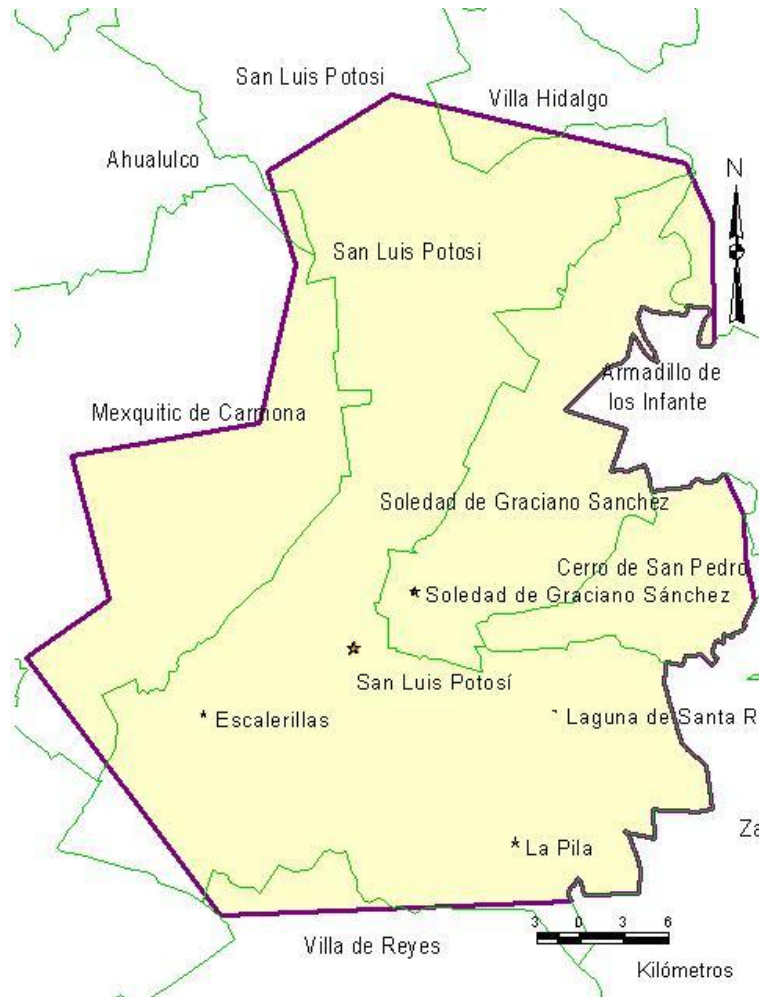 San Luis Potosi
Villa Hidalgo
Ahualulco
N
San Luis Potosi
Armadillo de
los Infante
Mexquitic de Carmona
Soledad de Graciano Sanchez
Cerro de San Pedro
Soledad de Graciano Sánchez
San Luis Potosí
Escalerillas
Laguna de Santa R
La Pila
Za
3 0 3 6
Villa de Reyes
Kilómetros